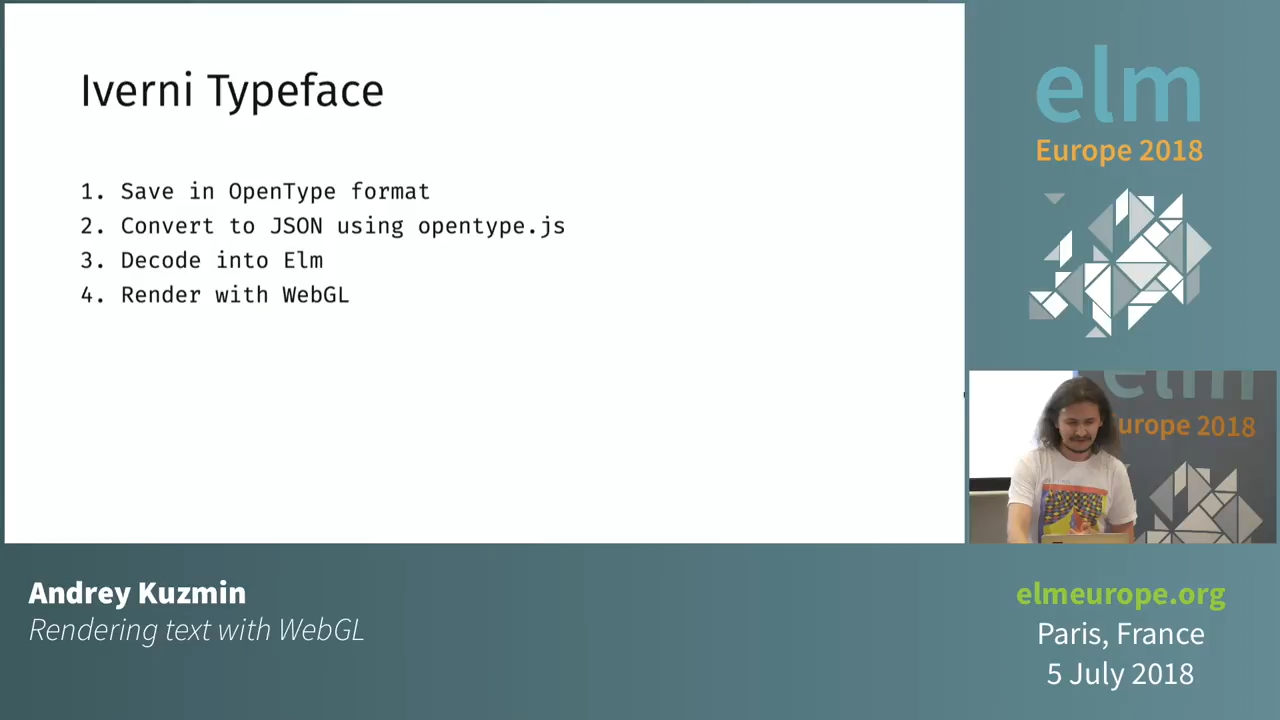 Iverni Typeface
1. Save in OpenType format
2. Convert to JSON using opentype.js
3. Decode into Elm
4. Render with WebGL
elm
Europe 2018
elm
urope 2018
Andrey Kuzmin
Rendering text with WebGL
elmeurope.org
Paris, France
5 July 2018